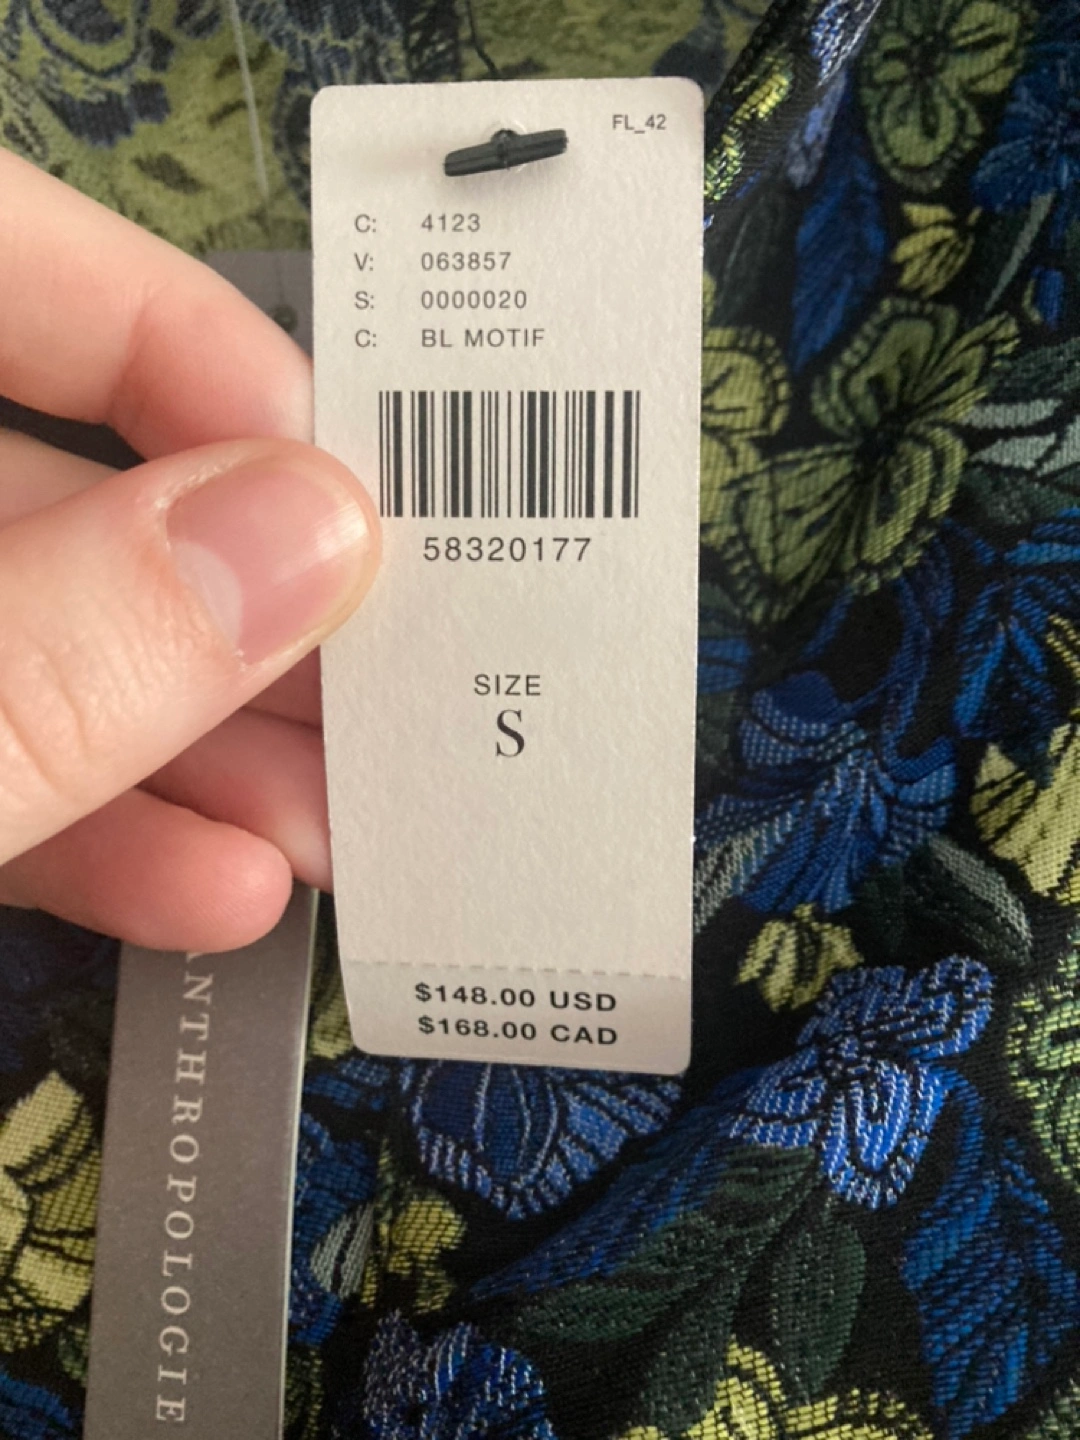 FL_42
C: 4123
V: 063857
S: 0000020
C: BL MOTIF
58320177
SIZE
S
$148.00 USD
$168.00 CAD
ANTHROPOLOGIE